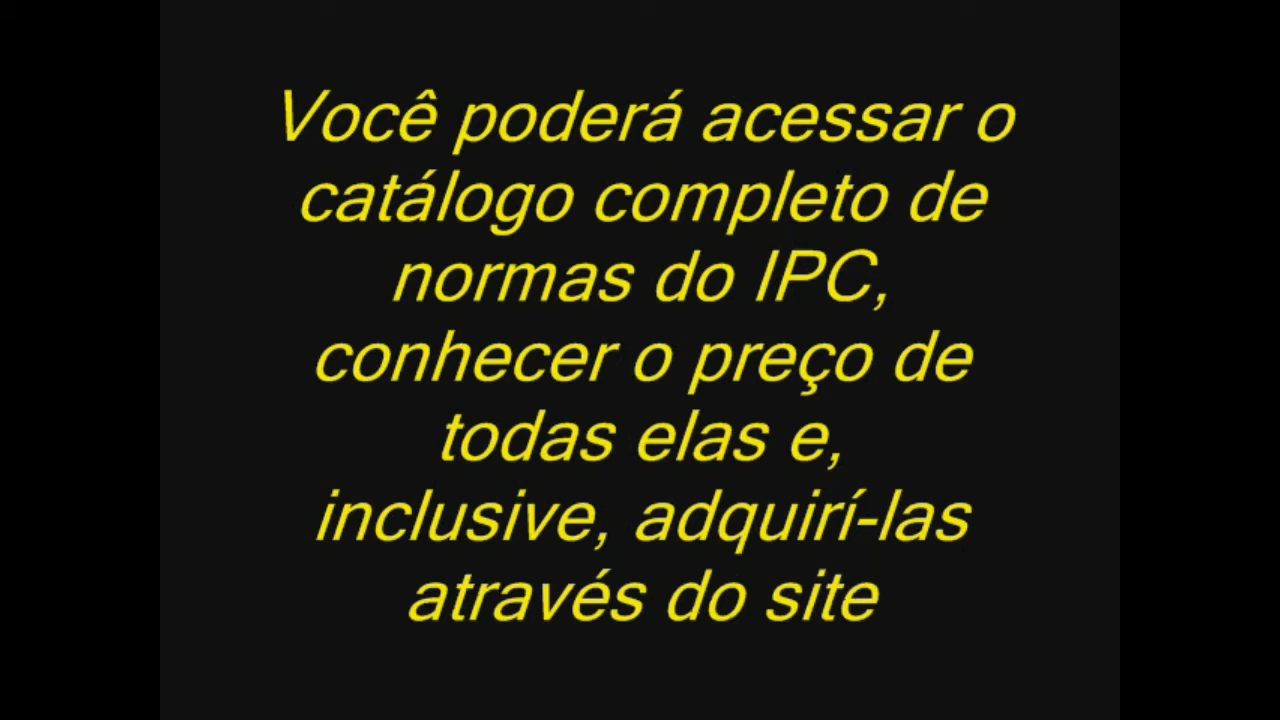 Você poderá acessar o
catálogo completo de
normas do IPC,
conhecer o preço de
todas elas e,
inclusive, adquirí-las
através do site